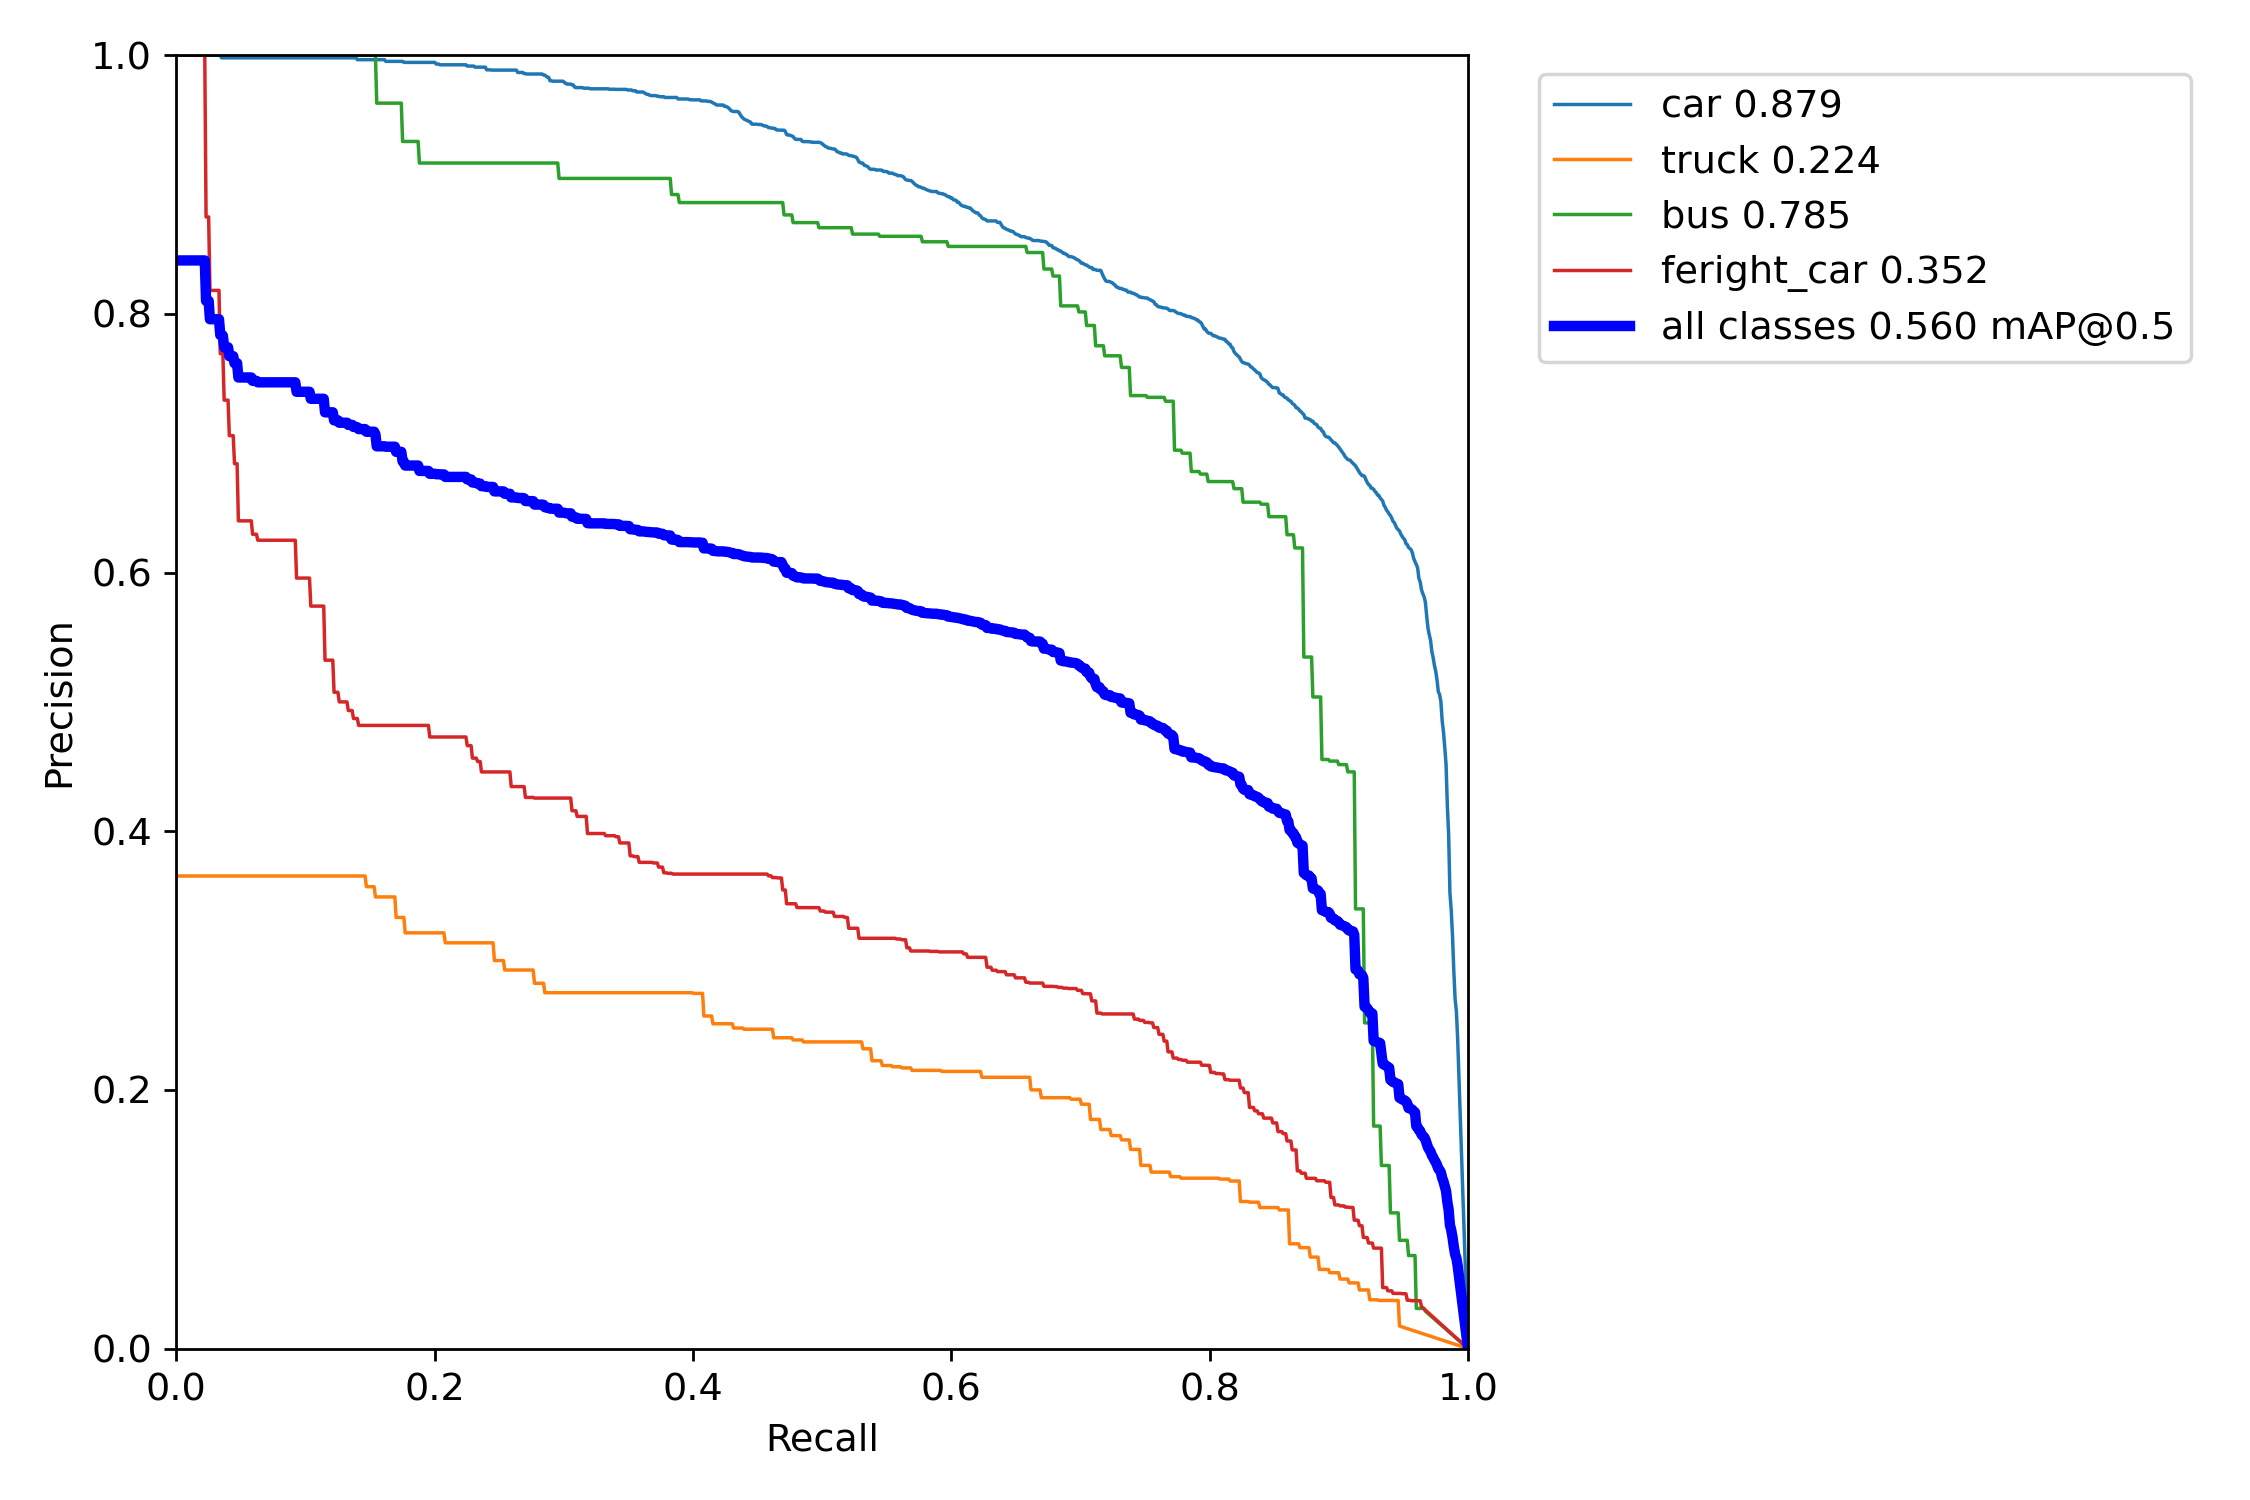 1.0
0.8
0.6
0.4
0.2
0.0
Precision
0.0 0.2 0.4 0.6 0.8 1.0
Recall
car 0.879
truck 0.224
bus 0.785
feright_car 0.352
all classes 0.560 mAP@0.5